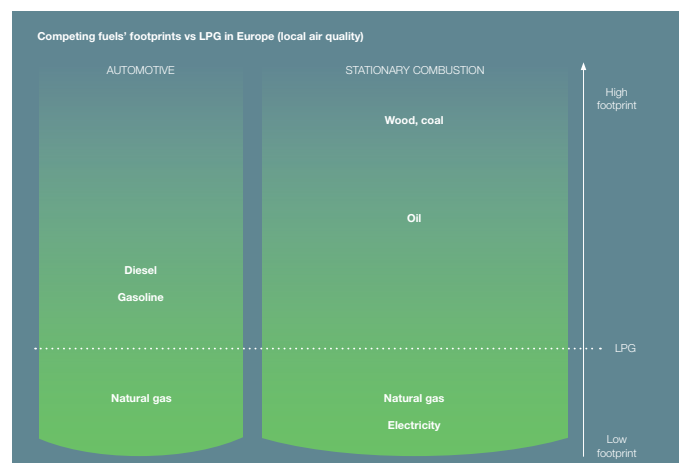 Competing fuels' footprints vs LPG in Europe (local air quality)
AUTOMOTIVE
STATIONARY COMBUSTION
High
footprint
Wood, coal
Oil
Diesel
Gasoline
LPG
Natural gas
Natural gas
Electricity
Low
footprint